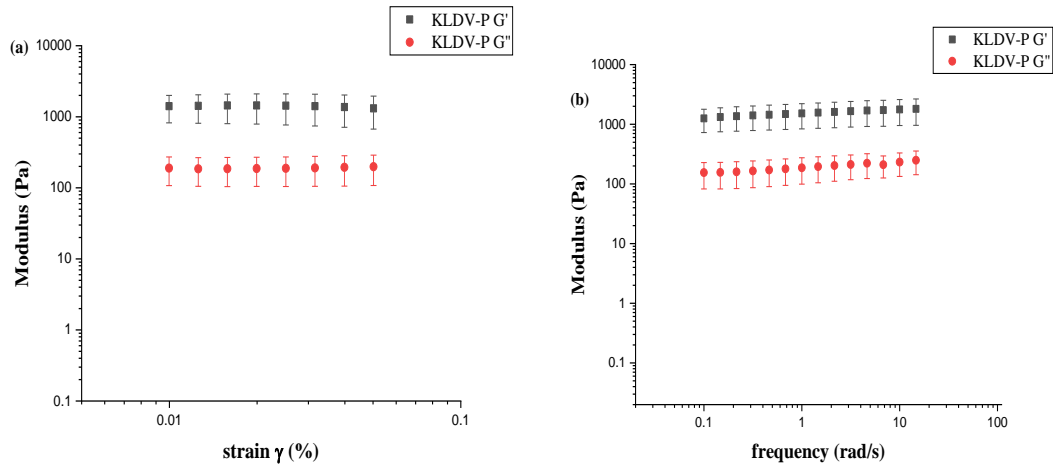 (a)
KLDV-P G'
KLDV-P G"
10000
1000
100
10
1
0.1
Modulus (Pa)
0.01
0.1
strain γ (%)
(b)
KLDV-P G'
KLDV-P G"
10000
1000
100
10
1
0.1
Modulus (Pa)
0.1
1
10
100
frequency (rad/s)